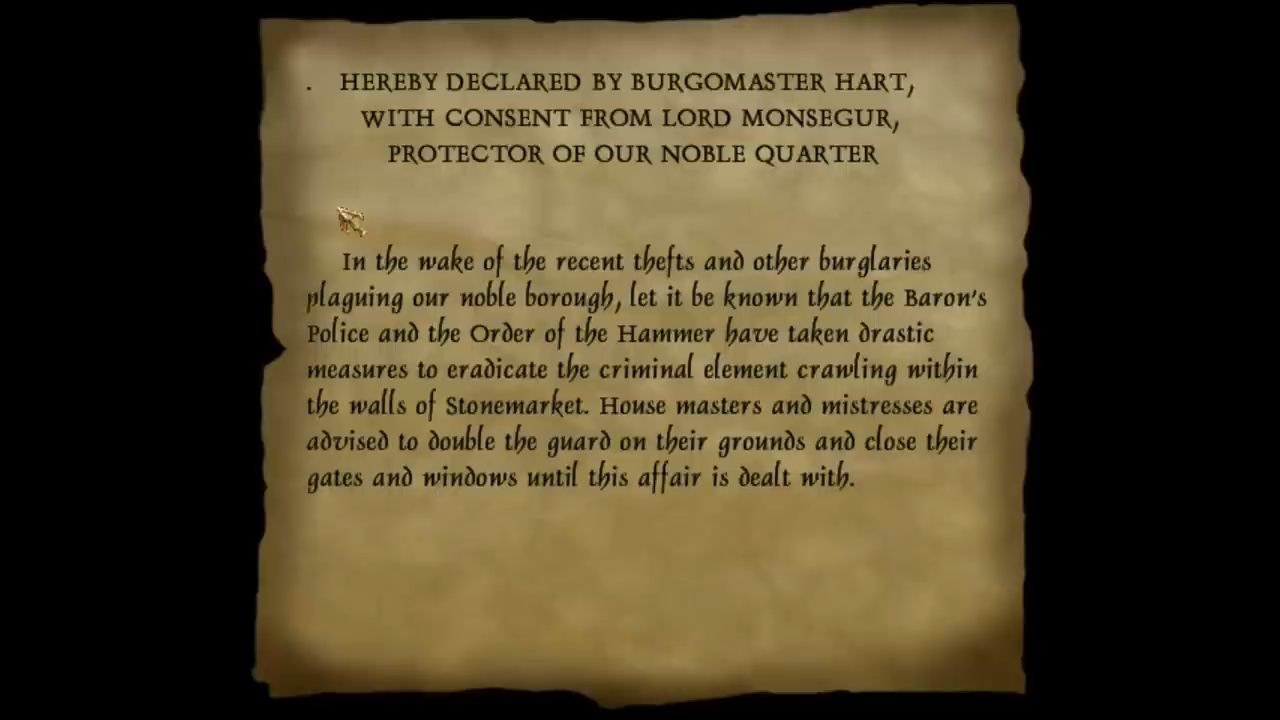 . HEREBY DECLARED BY BURGOMASTER HART,
WITH CONSENT FROM LORD MONSEGUR,
PROTECTOR OF OUR NOBLE QUARTER
In the wake of the recent thefts and other burglaries
plaguing our noble borough, let it be known that the Baron's
Police and the Order of the Hammer have taken drastic
measures to eradicate the criminal element crawling within
the walls of Stonemarket. House masters and mistresses are
advised to double the guard on their grounds and close their
gates and windows until this affair is dealt with.